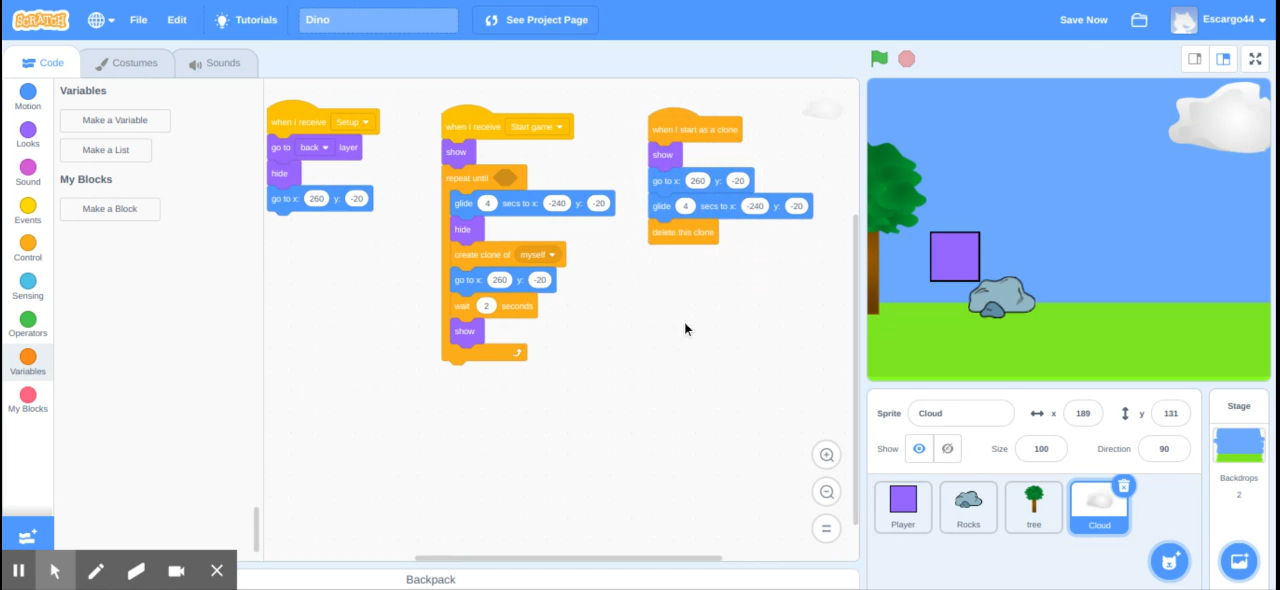 SCRATCH File Edit Tutorials Dino See Project Page Save Now Escargot44
Code Costumes Sounds
Motion
Looks
Sound
Events
Control
Sensing
Operators
Variables
My Blocks
Variables
Make a Variable
Make a List
My Blocks
Make a Block
when I receive Setup
go to back layer
hide
go to x: 260 y: -20
when I receive Start game
show
repeat until
glide 4 secs to x: -240 y: -20
hide
create clone of myself
go to x: 260 y: -20
wait 2 seconds
show
when I start as a clone
show
go to x: 260 y: -20
glide 4 secs to x: -240 y: -20
delete this clone
Backpack
Sprite Cloud x 189 y 131
Show Size 100 Direction 90
Player Rocks tree Cloud
Stage
Backdrops
2